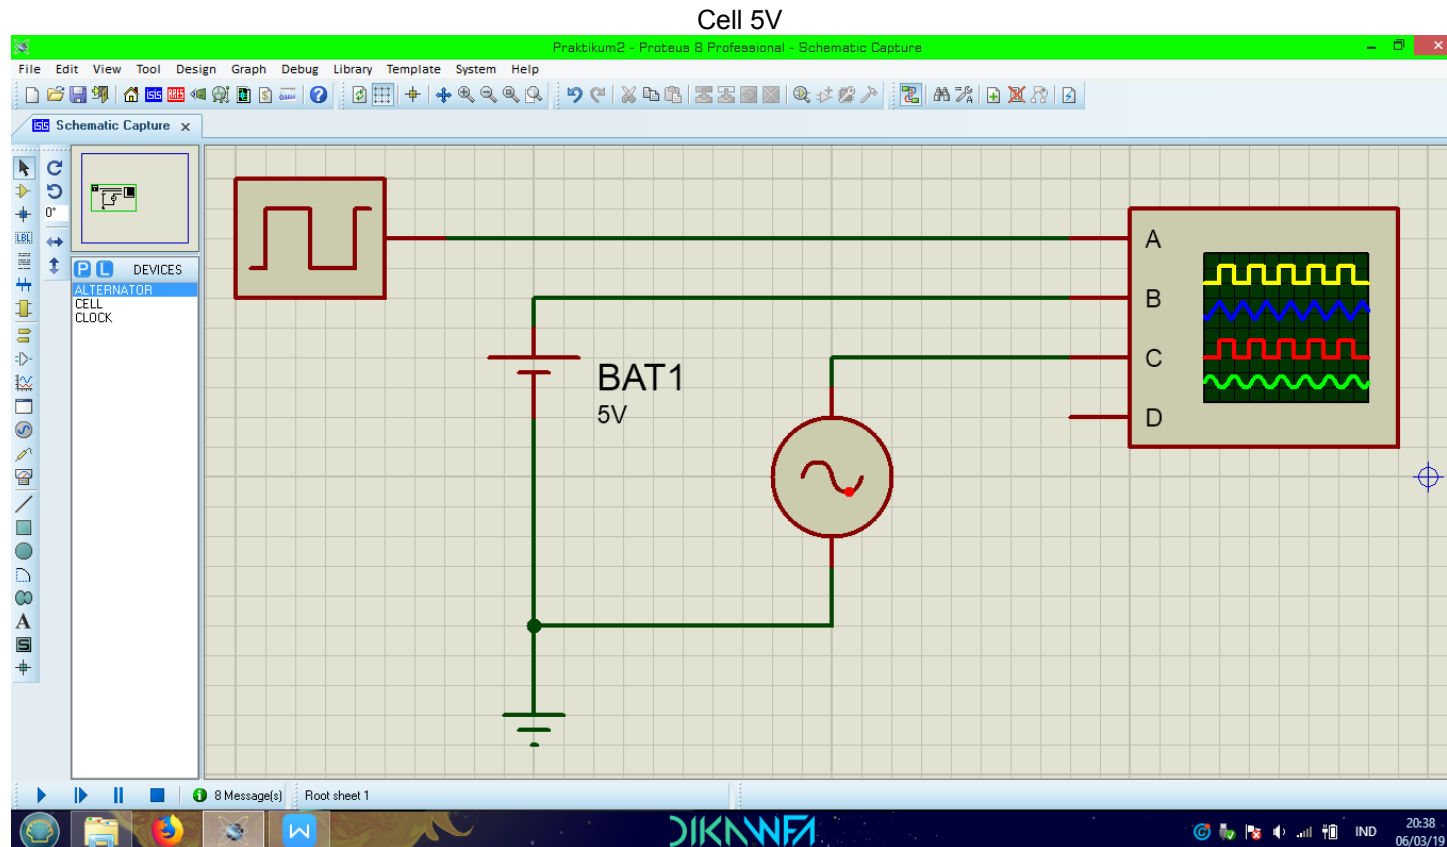 Cell 5V
Praktikum2 - Proteus 8 Professional - Schematic Capture
File Edit View Tool Design Graph Debug Library Template System Help
Schematic Capture x
0°
LBL
P L DEVICES
ALTERNATOR
CELL
CLOCK
A
S
BAT1
5V
A
B
C
D
8 Message(s) Root sheet 1
DIKNWFA
IND
20:38
06/03/19